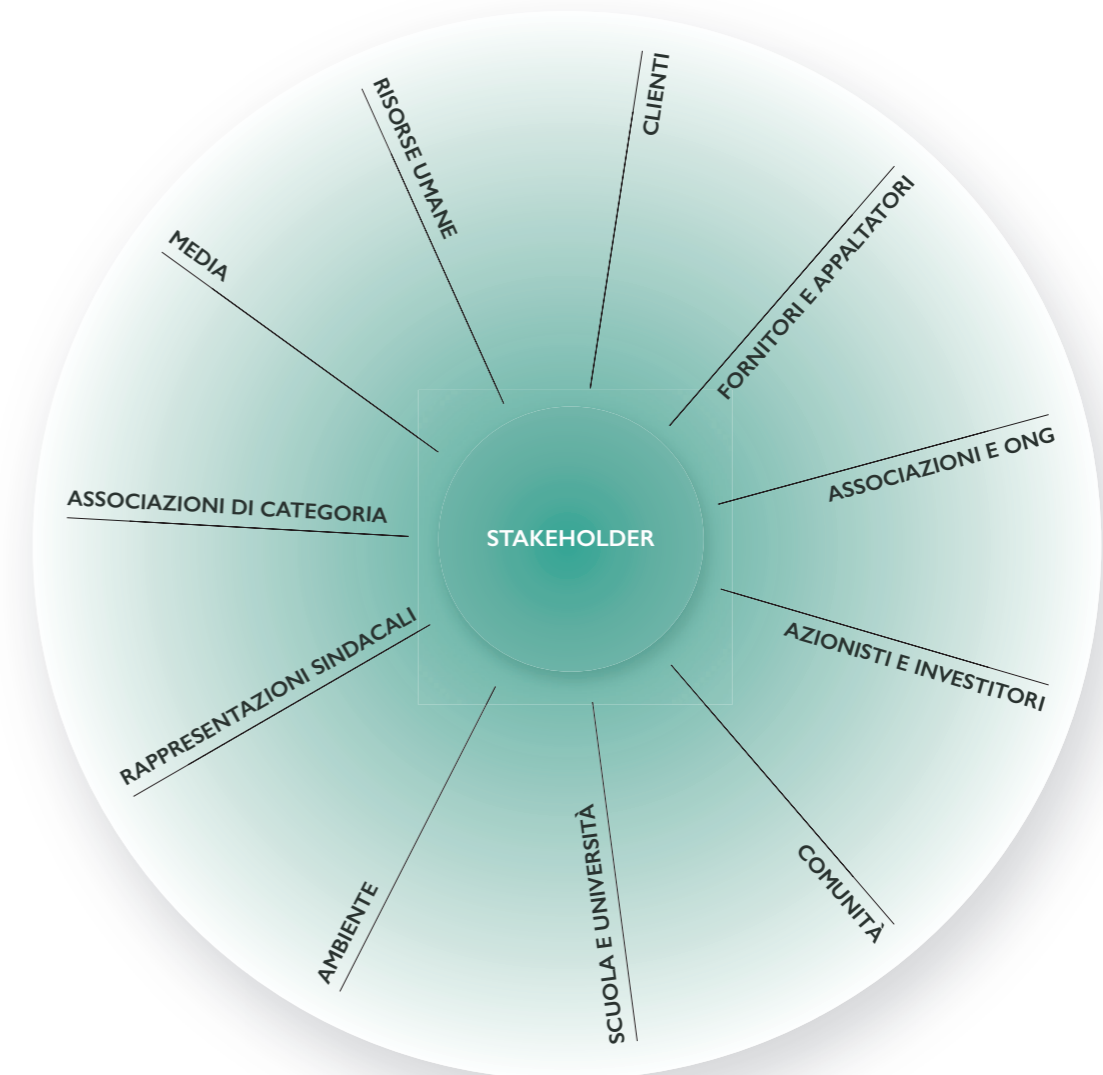 RISORSE UMANE
CLIENTI
FORNITORI E APPALTATORI
ASSOCIAZIONI E ONG
AZIONISTI E INVESTITORI
COMUNITÀ
SCUOLA E UNIVERSITÀ
AMBIENTE
RAPPRESENTAZIONI SINDACALI
ASSOCIAZIONI DI CATEGORIA
MEDIA
STAKEHOLDER